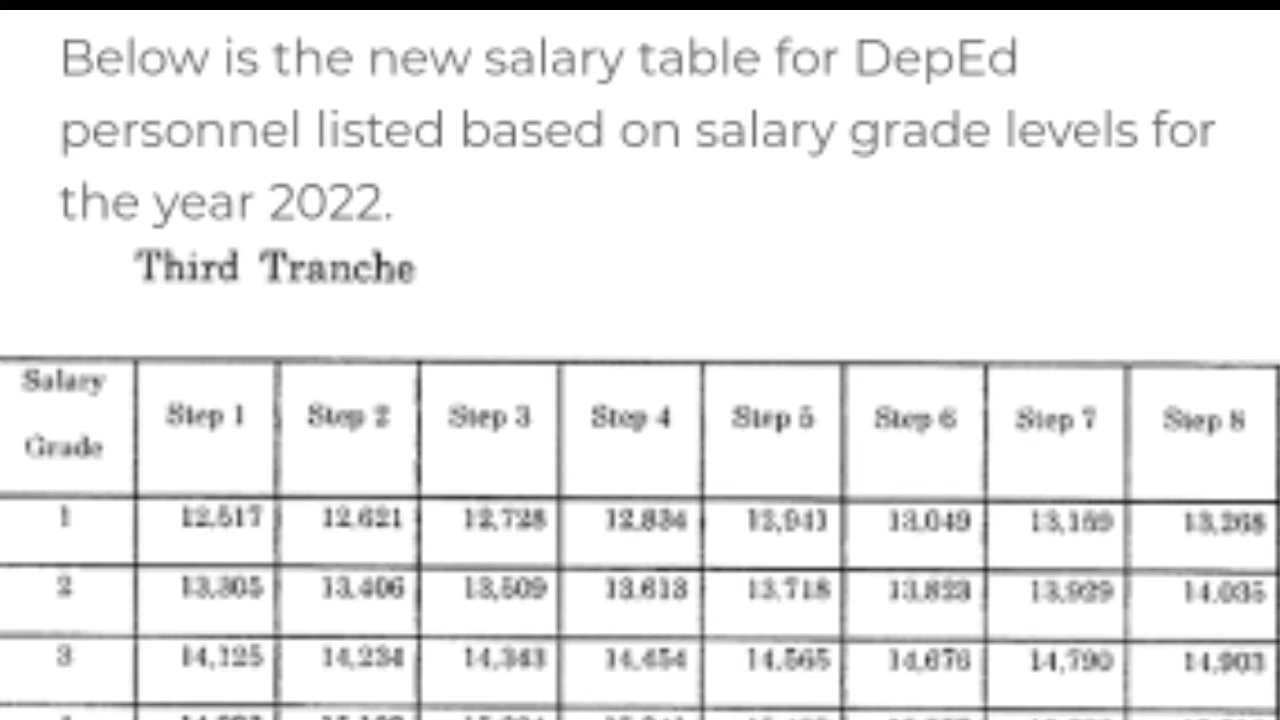 Below is the new salary table for DepEd
personnel listed based on salary grade levels for
the year 2022.
Third Tranche
Salary Grade Step 1 Step 2 Step 3 Step 4 Step 5 Step 6 Step 7 Step 8
1 12,517 12,621 12,728 12,834 12,941 13,049 13,268
2 13,305 13,406 13,509 13,613 13,718 13,823 13,929 14,035
3 14,125 14,234 14,343 14,454 14,565 14,676 14,790 14,903